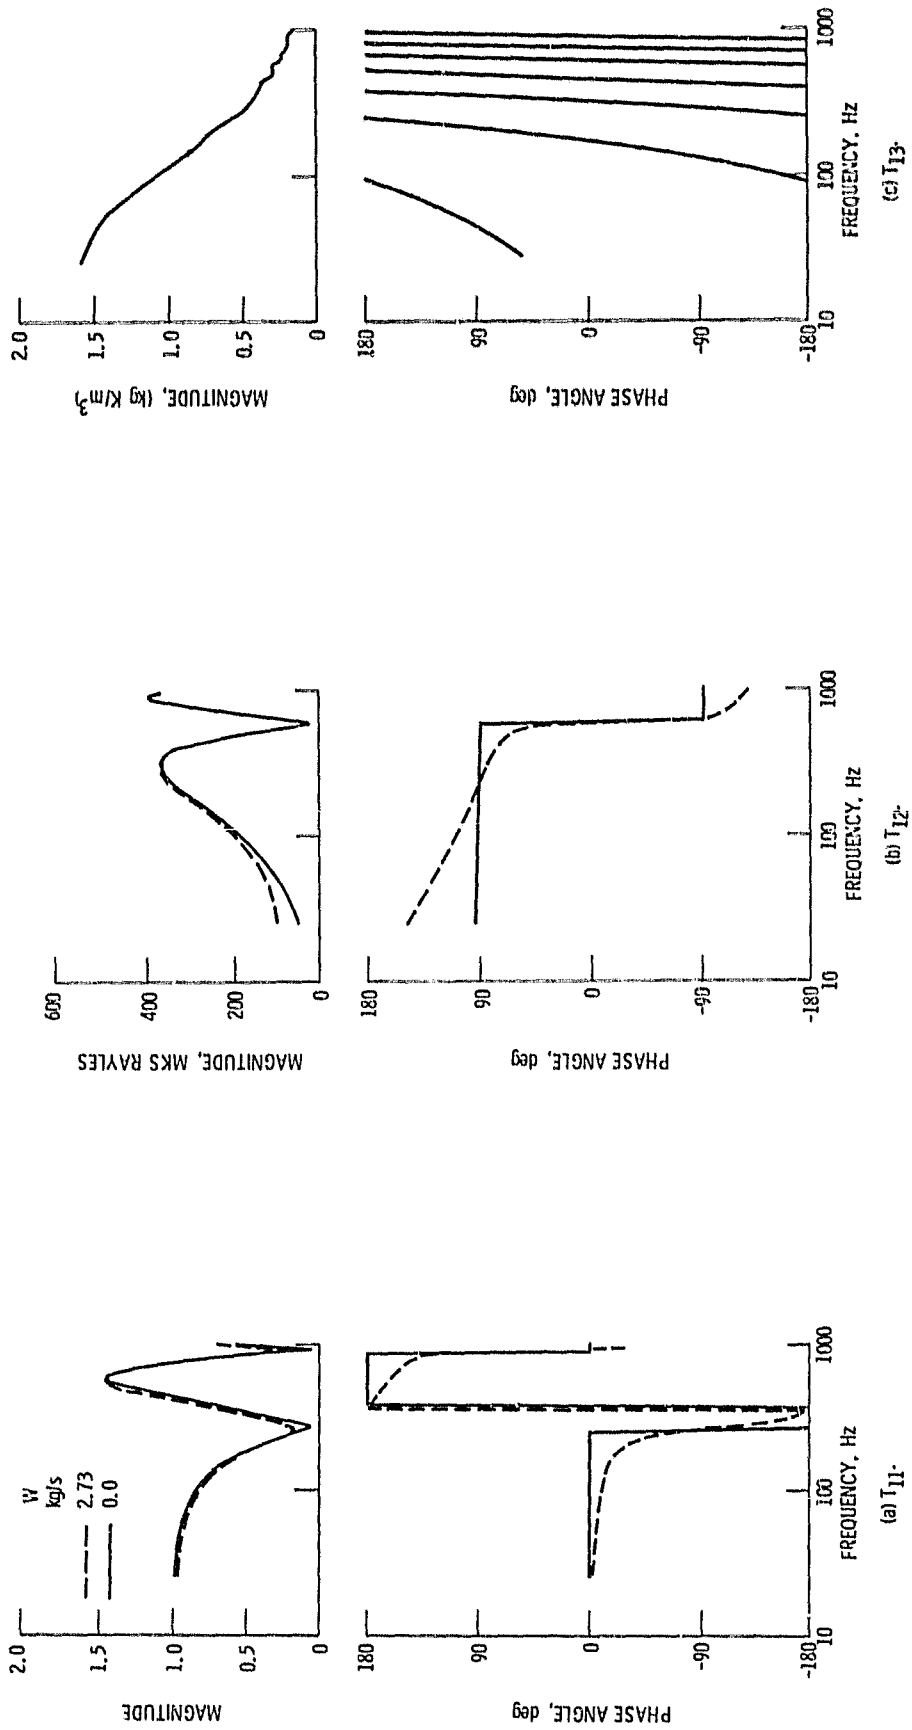 W
kg/s
2.73
0.0
2.0
1.5
1.0
0.5
0
MAGNITUDE
180
90
0
-90
-180
PHASE ANGLE, deg
10
100
1000
FREQUENCY, Hz
(a) T11.
600
400
200
0
MAGNITUDE, MKS RAYLES
180
90
0
-90
-180
PHASE ANGLE, deg
10
100
1000
FREQUENCY, Hz
(b) T12.
2.0
1.5
1.0
0.5
0
MAGNITUDE, (kg K/m³)
180
90
0
-90
-180
PHASE ANGLE, deg
10
100
1000
FREQUENCY, Hz
(c) T13.